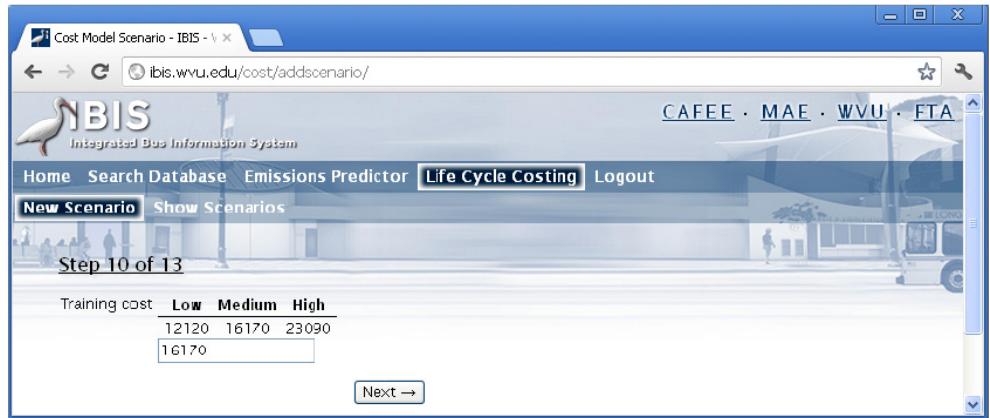 Cost Model Scenario - IBIS - V
ibis.wvu.edu/cost/addscenario/
IBIS
Integrated Bus Information System
CAFEE · MAE · WVU · FTA
Home Search Database Emissions Predictor Life Cycle Costing Logout
New Scenario Show Scenarios
Step 10 of 13
Training cost Low Medium High
12120 16170 23090
16170
Next →